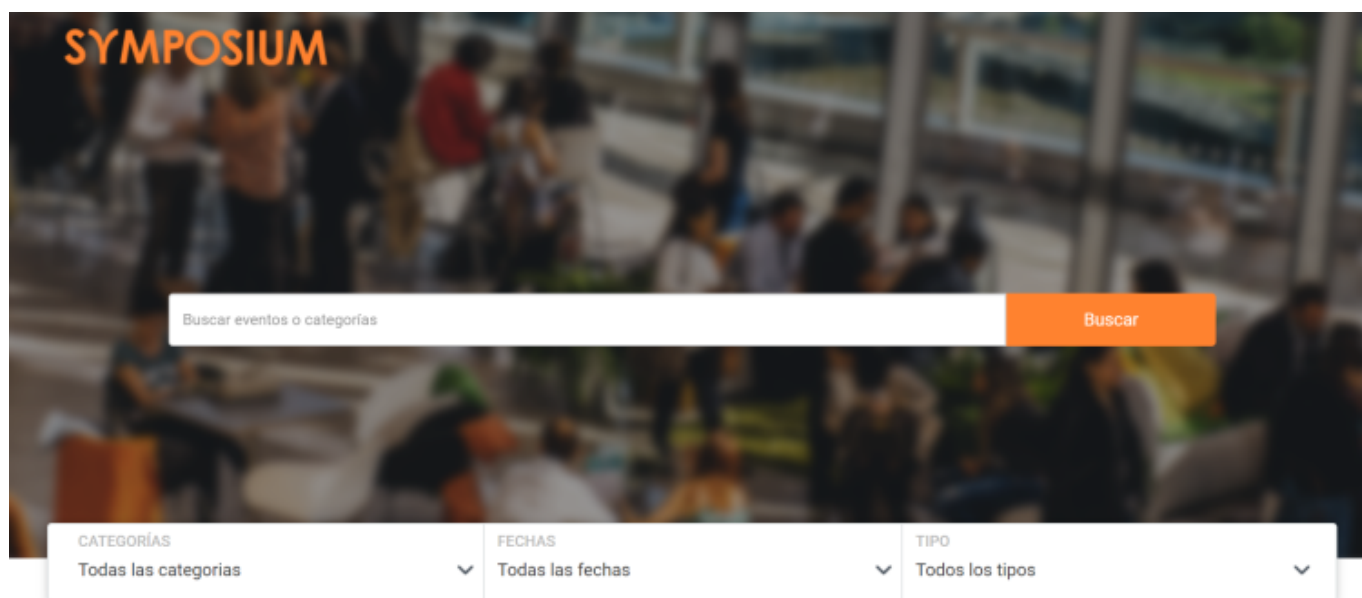 SYMPOSIUM
Buscar eventos o categorías
Buscar
CATEGORÍAS
FECHAS
TIPO
Todas las categorias
Todas las fechas
Todos los tipos